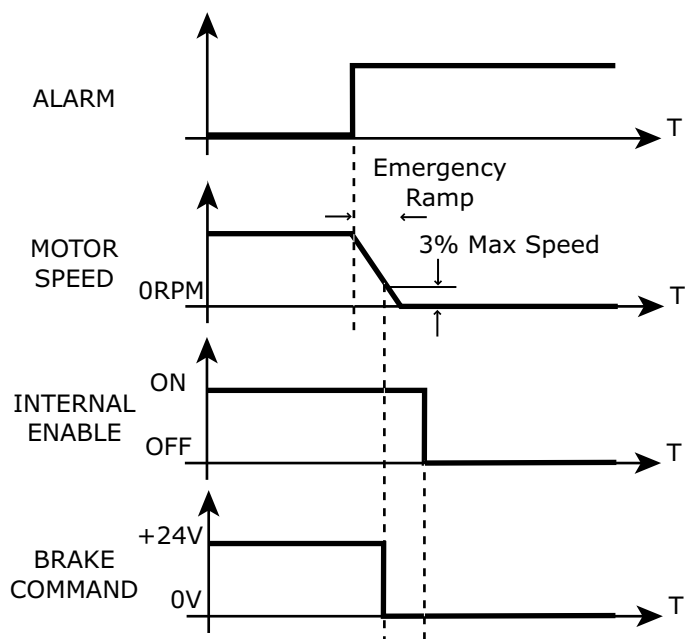 ALARM
T
Emergency
Ramp
MOTOR
SPEED
3% Max Speed
0RPM
T
INTERNAL
ENABLE
ON
OFF
T
BRAKE
COMMAND
+24V
0V
T